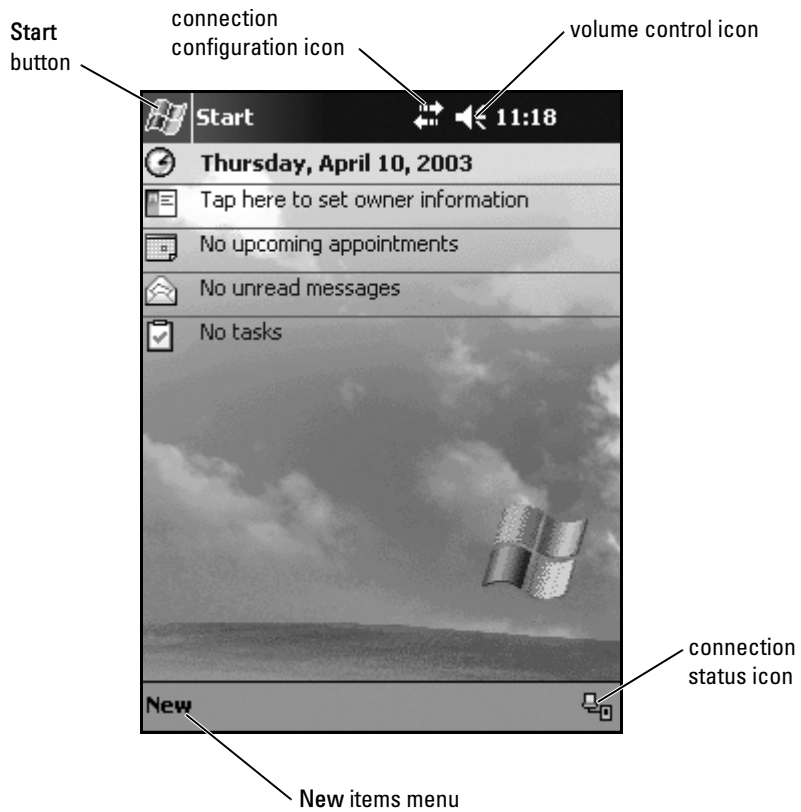 Start
button
connection
configuration icon
volume control icon
Start
11:18
Thursday, April 10, 2003
Tap here to set owner information
No upcoming appointments
No unread messages
No tasks
connection
status icon
New
New items menu